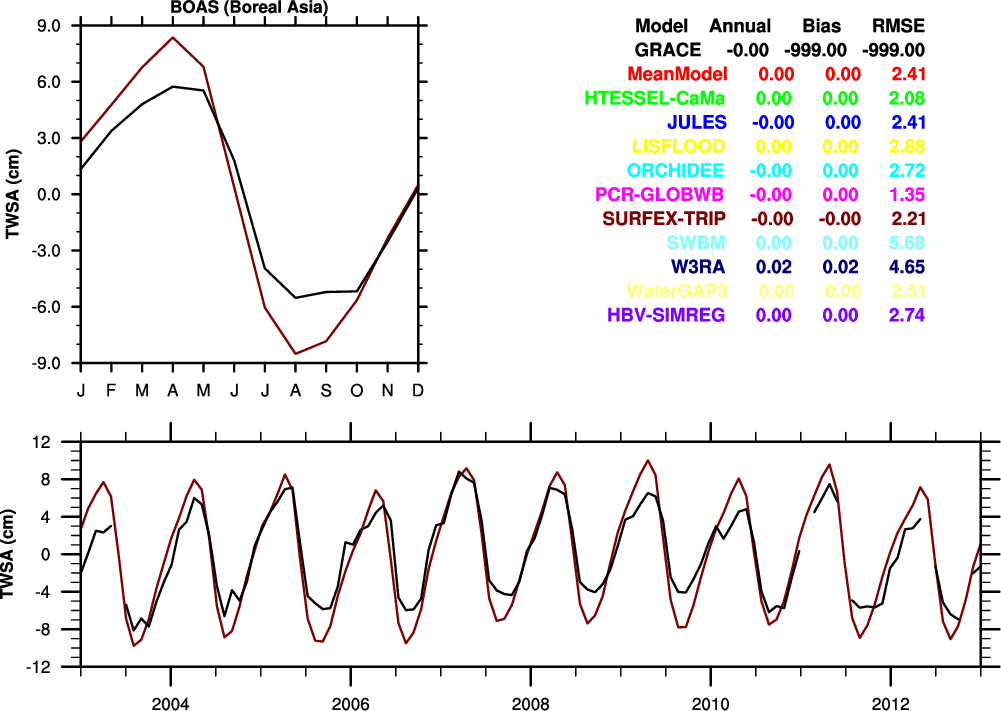 BOAS (Boreal Asia)
Model Annual Bias RMSE
GRACE -0.00 -999.00 -999.00
MeanModel 0.00 0.00 2.41
HTESSEL-CaMa 0.00 0.00 2.08
JULES -0.00 0.00 2.41
LISFLOOD 0.00 0.00 2.88
ORCHIDEE -0.00 0.00 2.72
PCR-GLOBWB -0.00 0.00 1.35
SURFEX-TRIP -0.00 -0.00 2.21
SWBM 0.00 0.00 5.68
W3RA 0.02 0.02 4.65
WaterGAP3 0.00 0.00 2.51
HBV-SIMREG 0.00 0.00 2.74
TWSA (cm)
9.0
6.0
3.0
0.0
-3.0
-6.0
-9.0
J F M A M J J A S O N D
TWSA (cm)
12
8
4
0
-4
-8
-12
2004 2006 2008 2010 2012